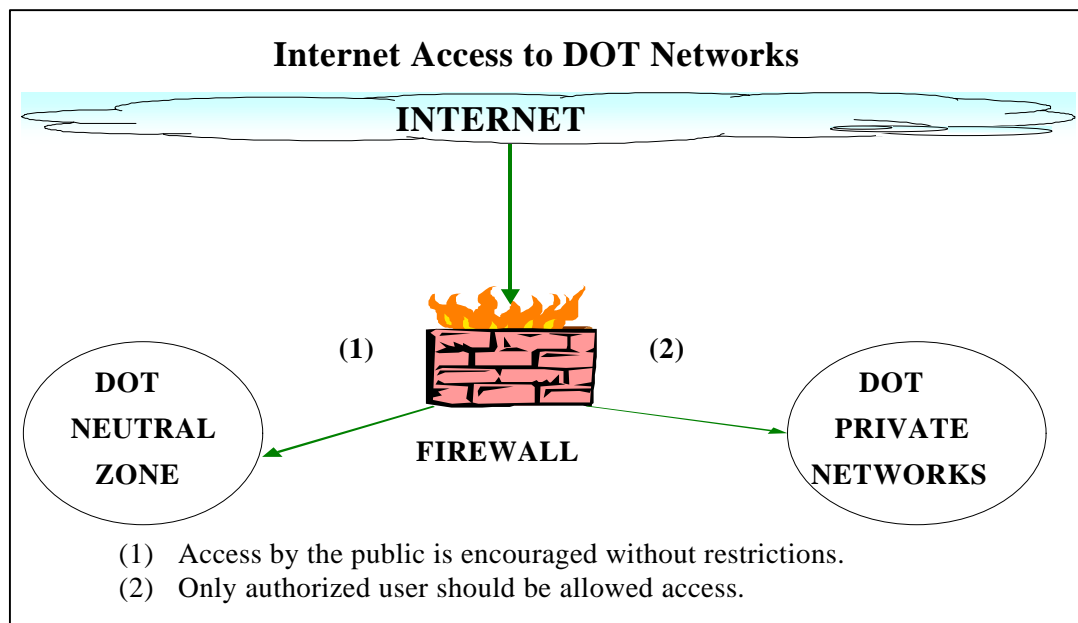 Internet Access to DOT Networks
INTERNET
(1)
(2)
DOT
NEUTRAL
ZONE
FIREWALL
DOT
PRIVATE
NETWORKS
(1) Access by the public is encouraged without restrictions.
(2) Only authorized user should be allowed access.